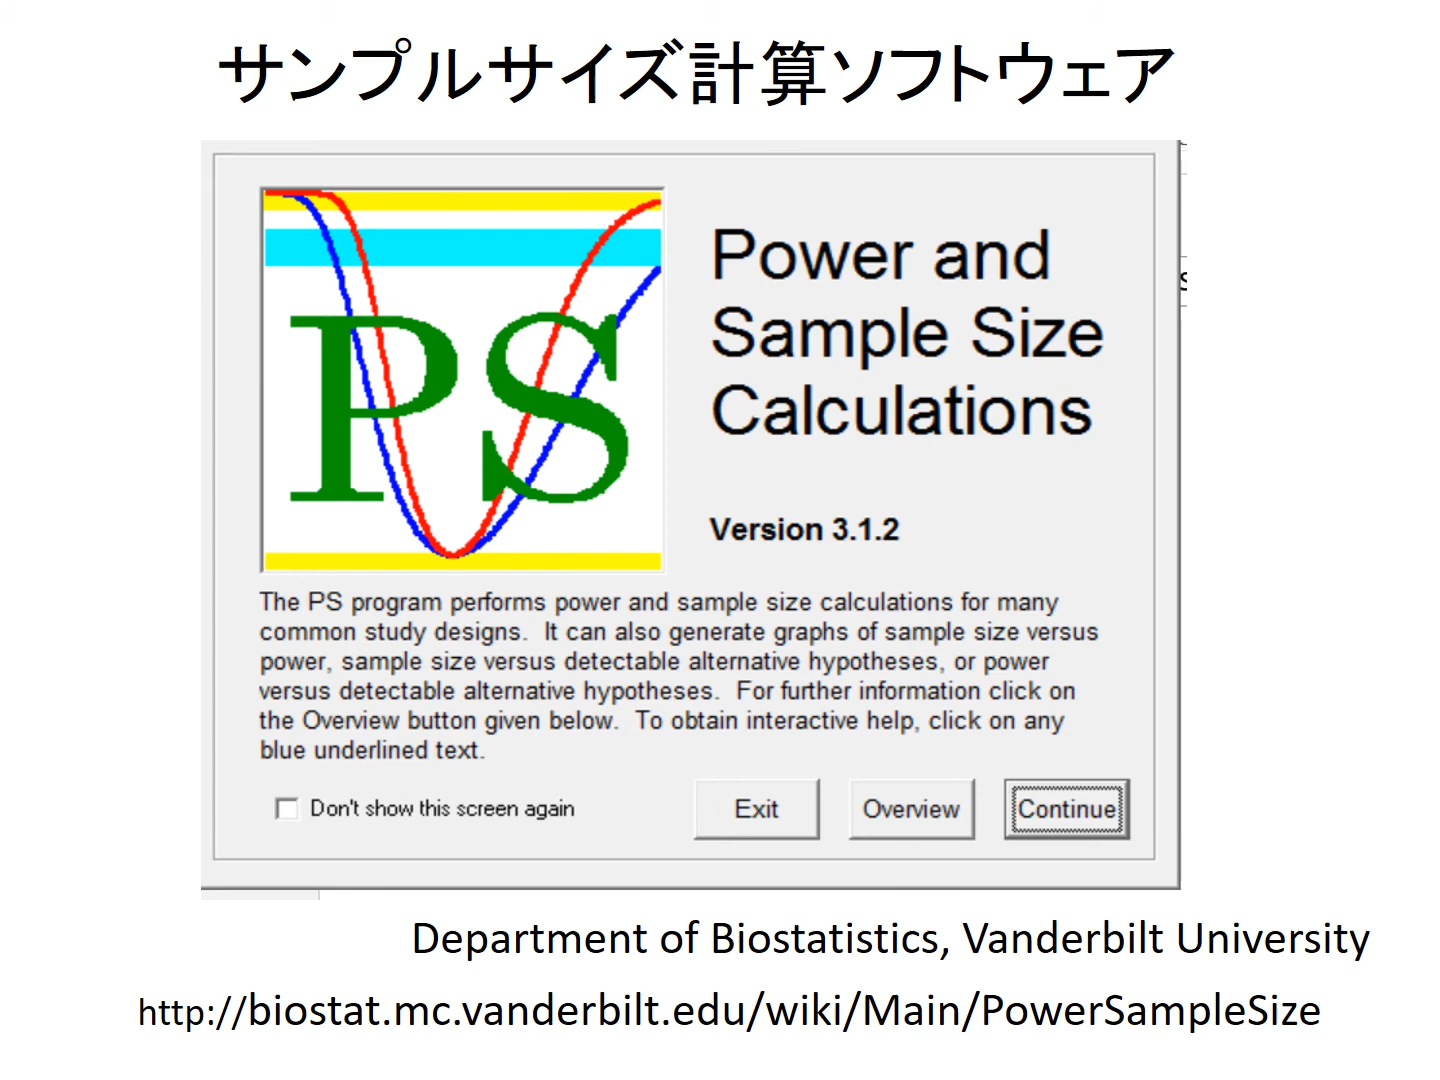 サンプルサイズ計算ソフトウェア
PS
Power and
Sample Size
Calculations
Version 3.1.2
The PS program performs power and sample size calculations for many
common study designs.  It can also generate graphs of sample size versus
power, sample size versus detectable alternative hypotheses, or power
versus detectable alternative hypotheses.  For further information click on
the Overview button given below.  To obtain interactive help, click on any
blue underlined text.
Don't show this screen again
Exit
Overview
Continue
Department of Biostatistics, Vanderbilt University
http://biostat.mc.vanderbilt.edu/wiki/Main/PowerSampleSize